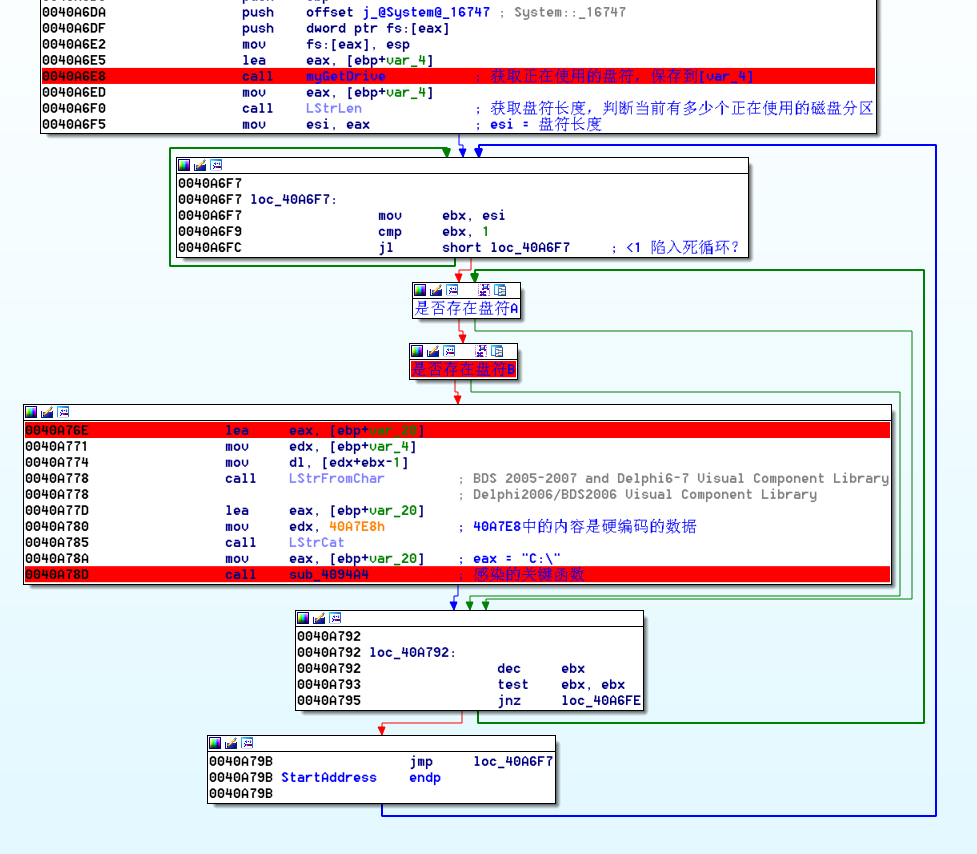 0040A6DA push offset j_@System@_16747 ; System::_16747
0040A6DF push dword ptr fs:[eax]
0040A6E2 mov fs:[eax], esp
0040A6E5 lea eax, [ebp+var_4]
0040A6E8 call myGetDrive ; 获取正在使用的盘符，保存到[var_4]
0040A6ED mov eax, [ebp+var_4]
0040A6F0 call LStrLen ; 获取盘符长度，判断当前有多少个正在使用的磁盘分区
0040A6F5 mov esi, eax ; esi = 盘符长度
0040A6F7
0040A6F7 loc_40A6F7:
0040A6F7 mov ebx, esi
0040A6F9 cmp ebx, 1
0040A6FC jl short loc_40A6F7 ; <1 陷入死循环？
是否存在盘符A
是否存在盘符B
0040A76E lea eax, [ebp+var_20]
0040A771 mov edx, [ebp+var_4]
0040A774 mov dl, [edx+ebx-1]
0040A778 call LStrFromChar ; BDS 2005-2007 and Delphi6-7 Visual Component Library
0040A778 ; Delphi2006/BDS2006 Visual Component Library
0040A77D lea eax, [ebp+var_20]
0040A780 mov edx, 40A7E8h ; 40A7E8中的内容是硬编码的数据
0040A785 call LStrCat
0040A78A mov eax, [ebp+var_20] ; eax = "C:\"
0040A78D call sub_4094A4 ; 感染的关键函数
0040A792
0040A792 loc_40A792:
0040A792 dec ebx
0040A793 test ebx, ebx
0040A795 jnz loc_40A6FE
0040A79B jmp loc_40A6F7
0040A79B StartAddress endp
0040A79B